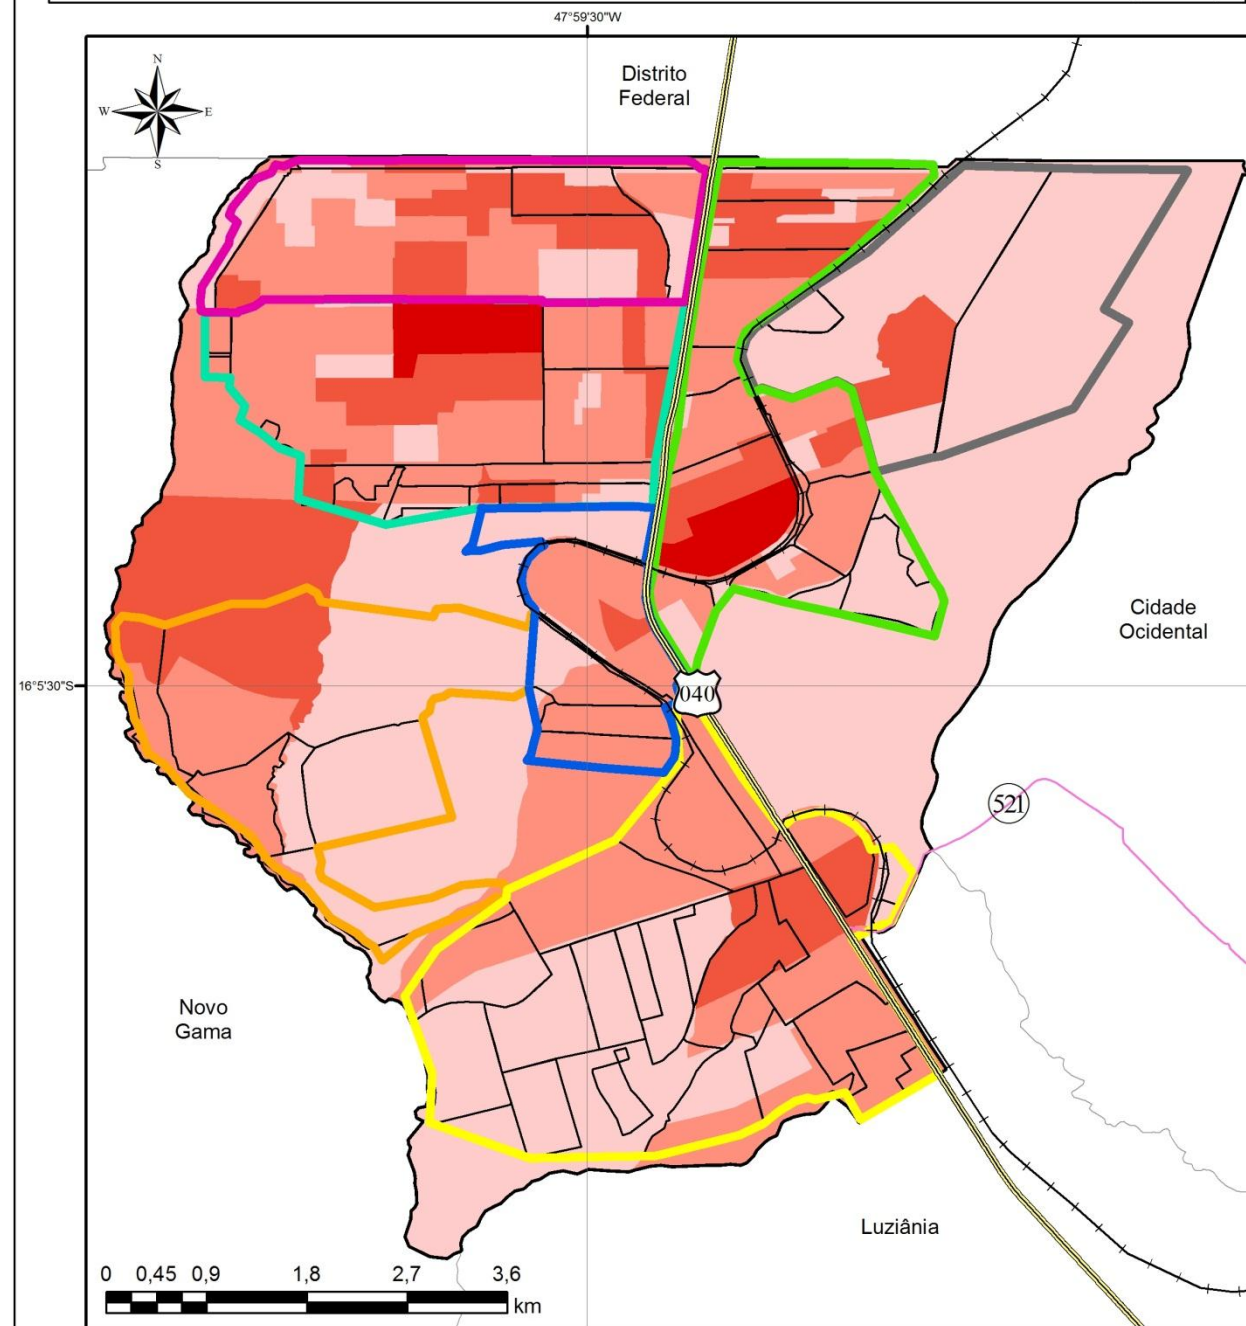 47°59'30"W
N
W E
S
Distrito
Federal
Cidade
Ocidental
16°5'30"S
040
521
Novo
Gama
Luziânia
0 0,45 0,9 1,8 2,7 3,6
km